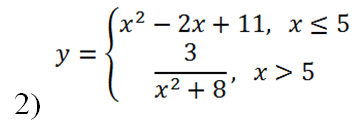 y = { x² − 2x + 11, x ≤ 5
3 / (x² + 8), x > 5
2)